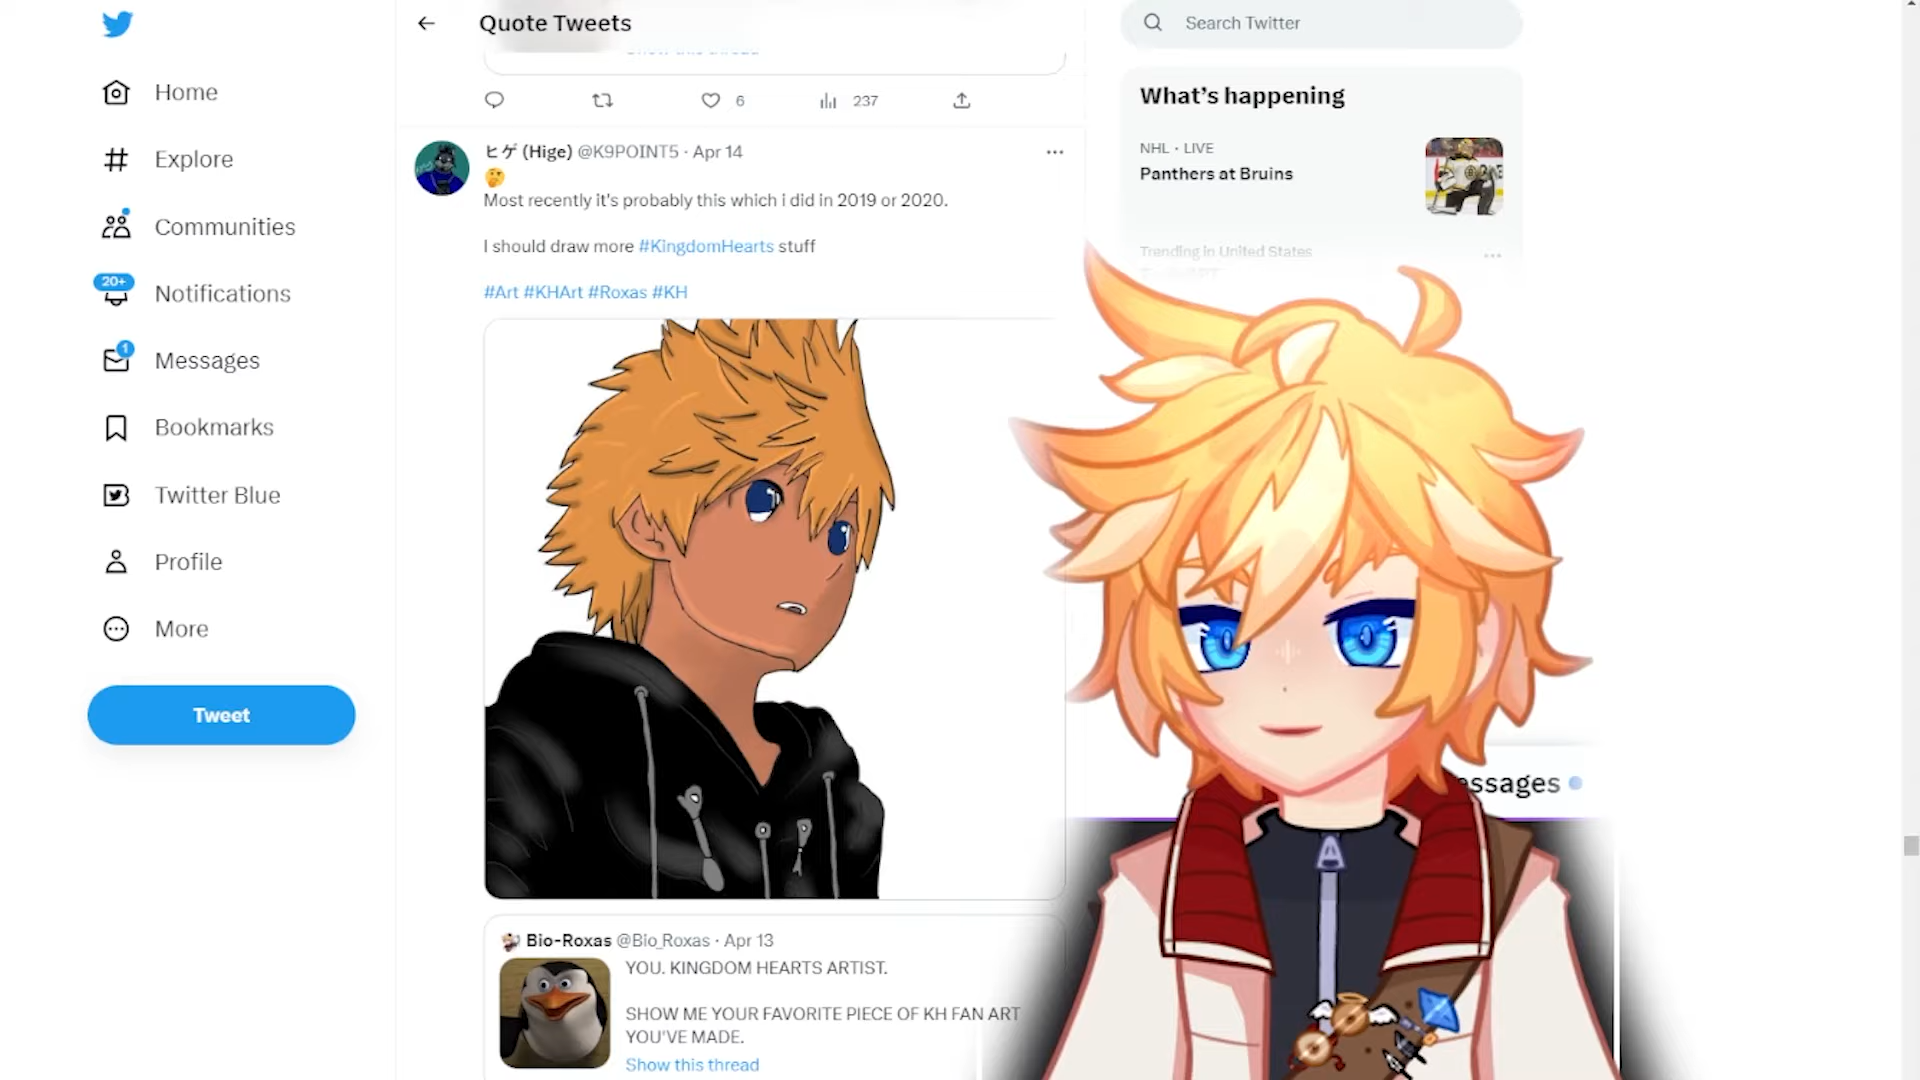 Quote Tweets
Search Twitter
Home
Explore
Communities
20+
Notifications
1
Messages
Bookmarks
Twitter Blue
Profile
More
Tweet
6
237
ヒゲ (Hige) @K9POINT5 · Apr 14
Most recently it's probably this which i did in 2019 or 2020.
I should draw more #KingdomHearts stuff
#Art #KHArt #Roxas #KH
Bio-Roxas @Bio_Roxas · Apr 13
YOU. KINGDOM HEARTS ARTIST.
SHOW ME YOUR FAVORITE PIECE OF KH FAN ART
YOU'VE MADE.
Show this thread
What's happening
NHL · LIVE
Panthers at Bruins
Trending in United States
essages